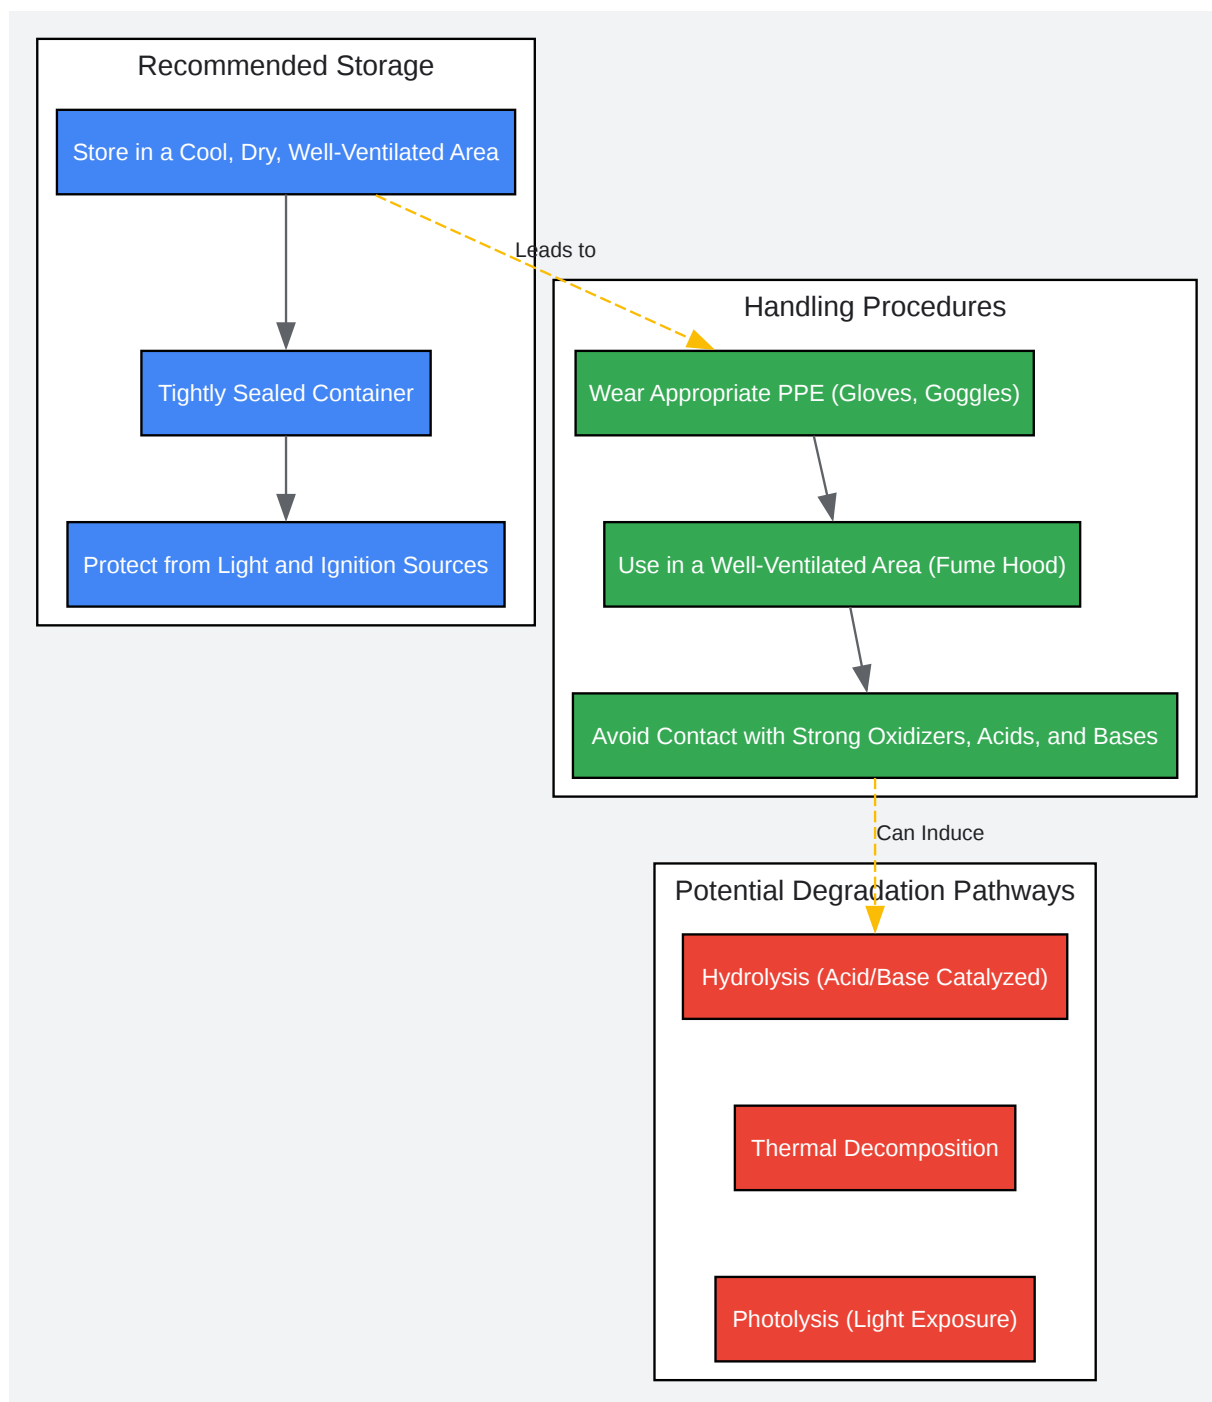 Recommended Storage
Store in a Cool, Dry, Well-Ventilated Area
Leads to
Tightly Sealed Container
Protect from Light and Ignition Sources
Handling Procedures
Wear Appropriate PPE (Gloves, Goggles)
Use in a Well-Ventilated Area (Fume Hood)
Avoid Contact with Strong Oxidizers, Acids, and Bases
Can Induce
Potential Degradation Pathways
Hydrolysis (Acid/Base Catalyzed)
Thermal Decomposition
Photolysis (Light Exposure)